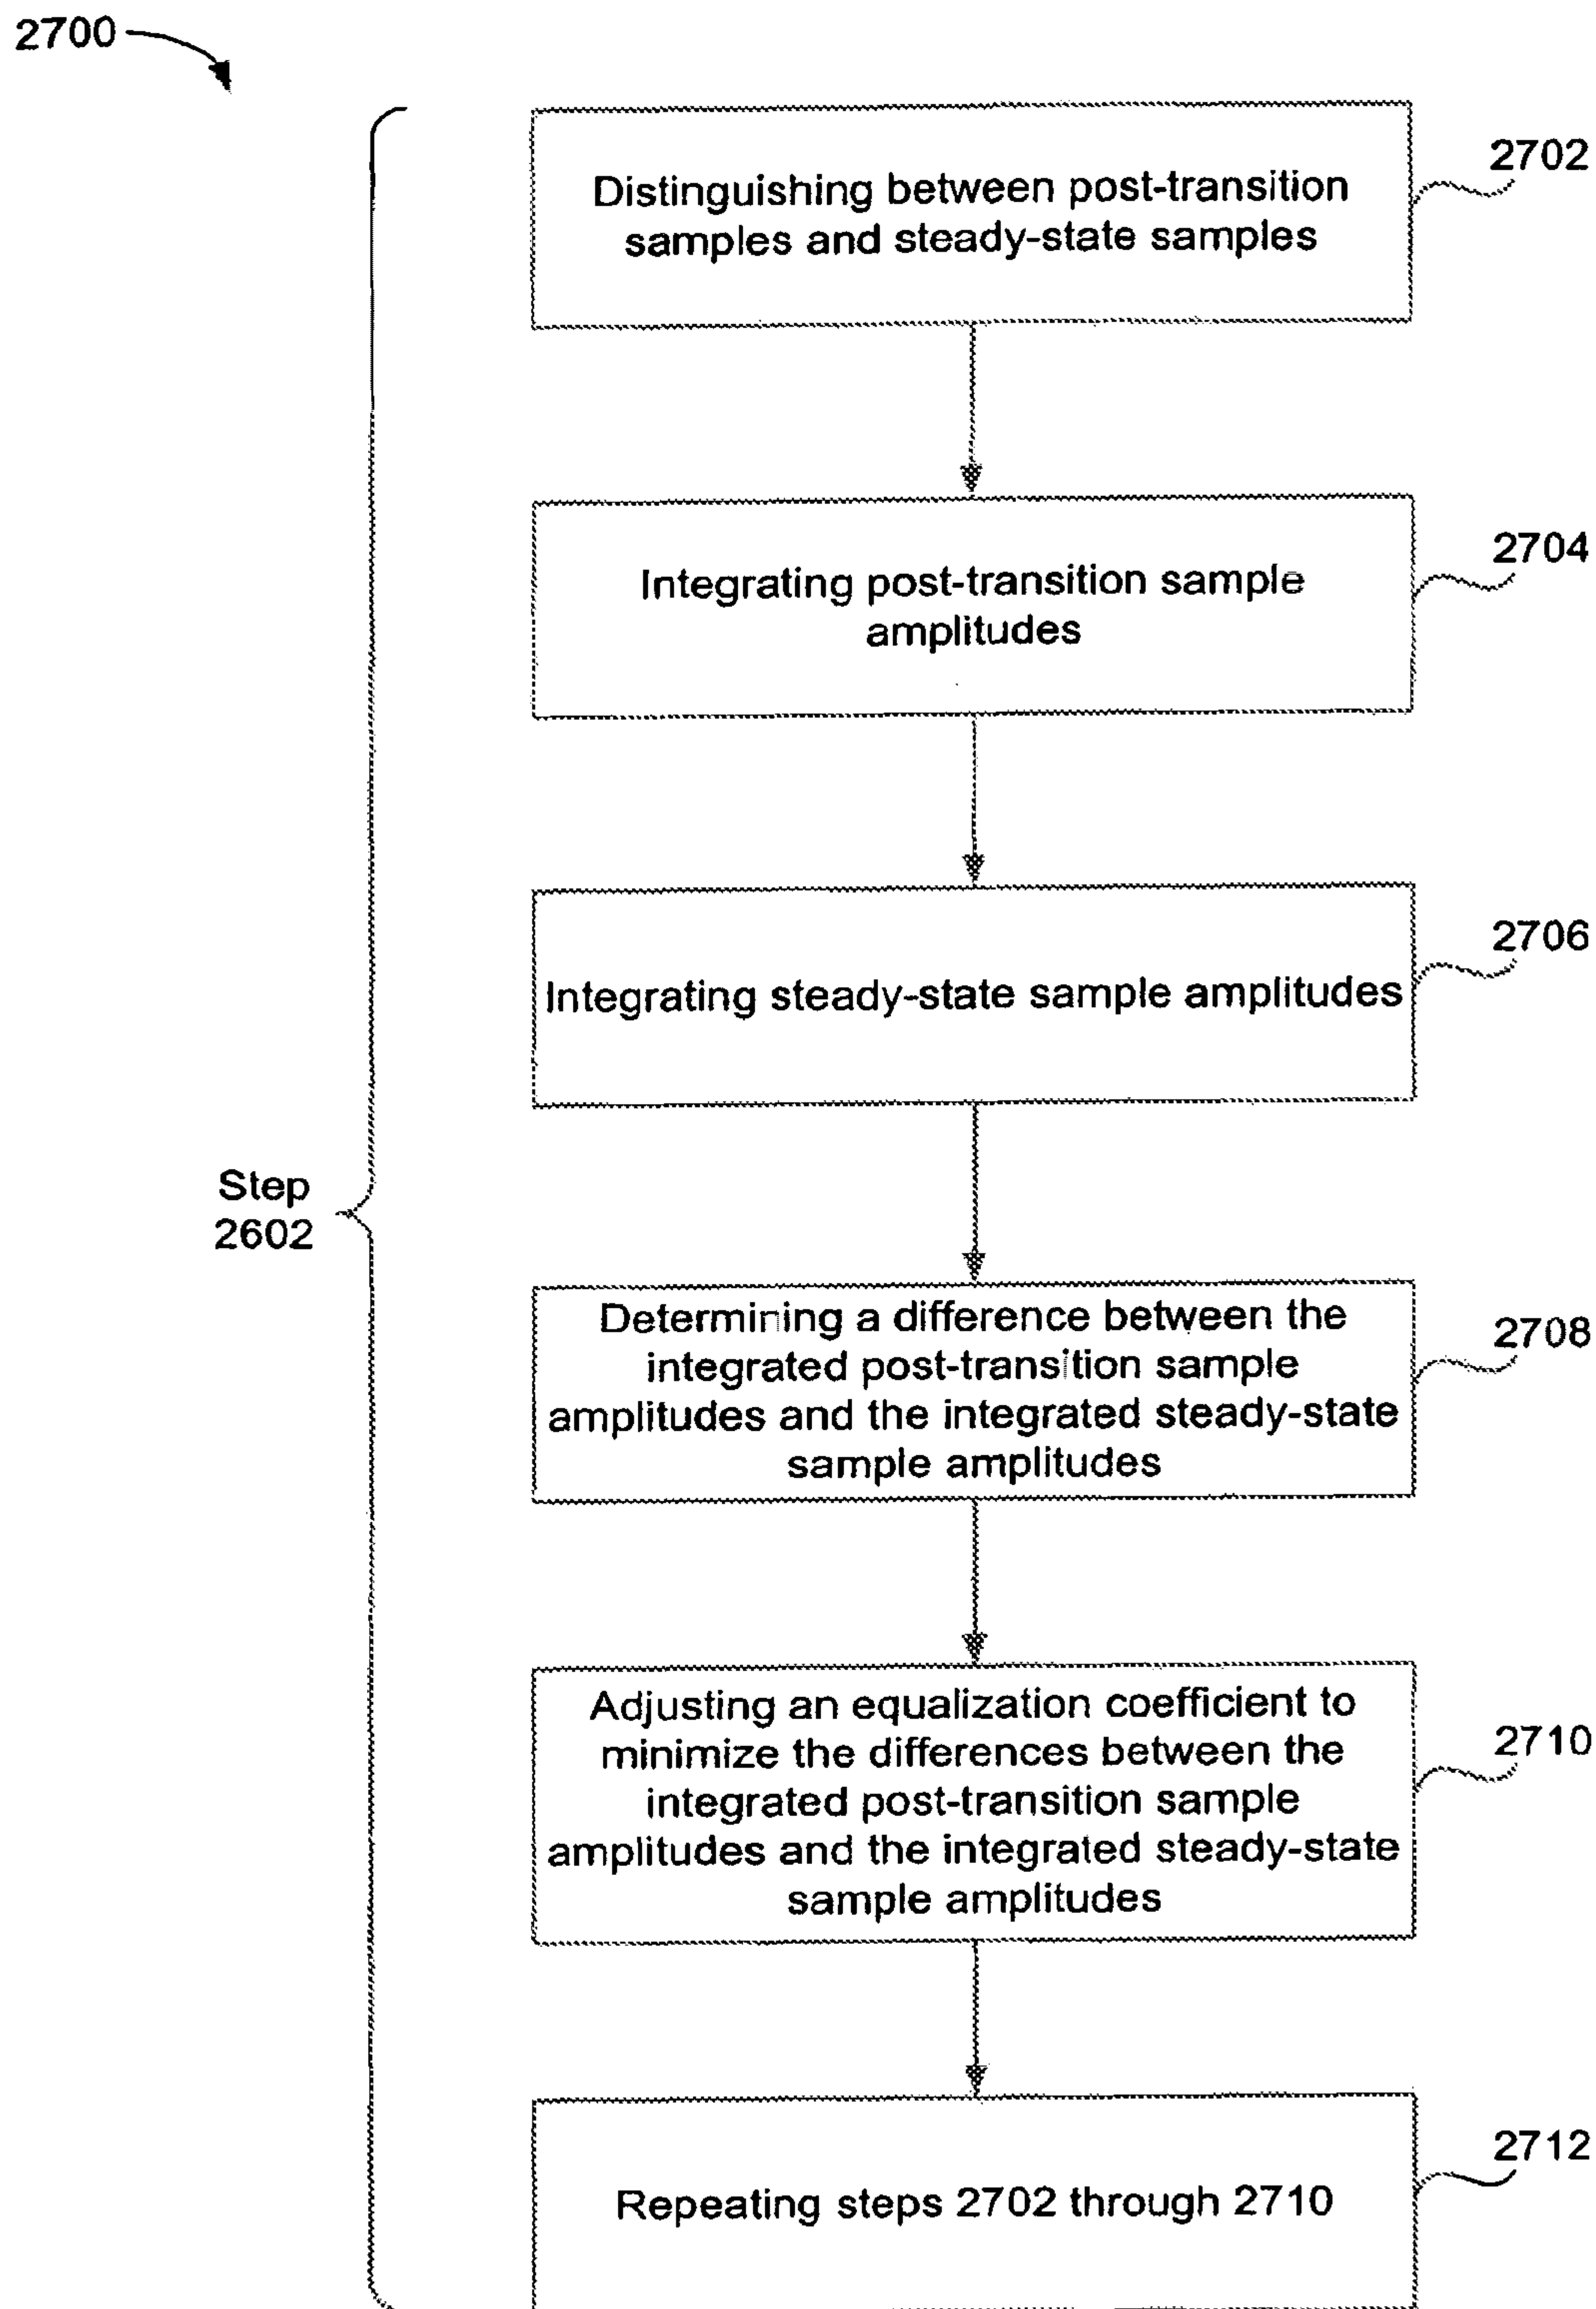 2700
Distinguishing between post-transition
samples and steady-state samples
2702
Integrating post-transition sample
amplitudes
2704
Integrating steady-state sample amplitudes
2706
Step
2602
Determining a difference between the
integrated post-transition sample
amplitudes and the integrated steady-state
sample amplitudes
2708
Adjusting an equalization coefficient to
minimize the differences between the
integrated post-transition sample
amplitudes and the integrated steady-state
sample amplitudes
2710
Repeating steps 2702 through 2710
2712